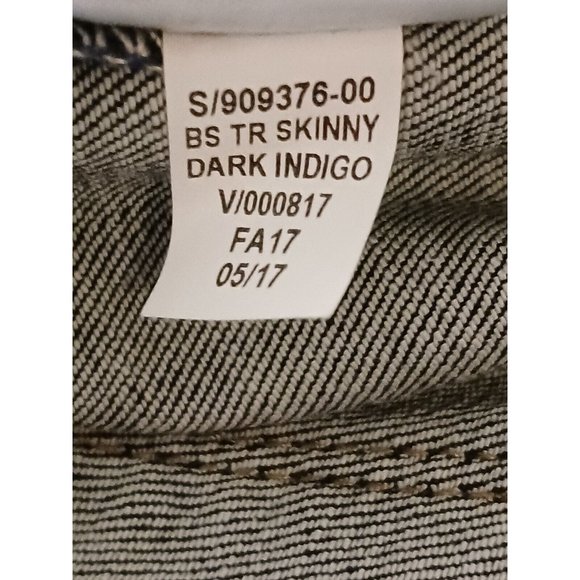 S/909376-00
BS TR SKINNY
DARK INDIGO
V/000817
FA17
05/17